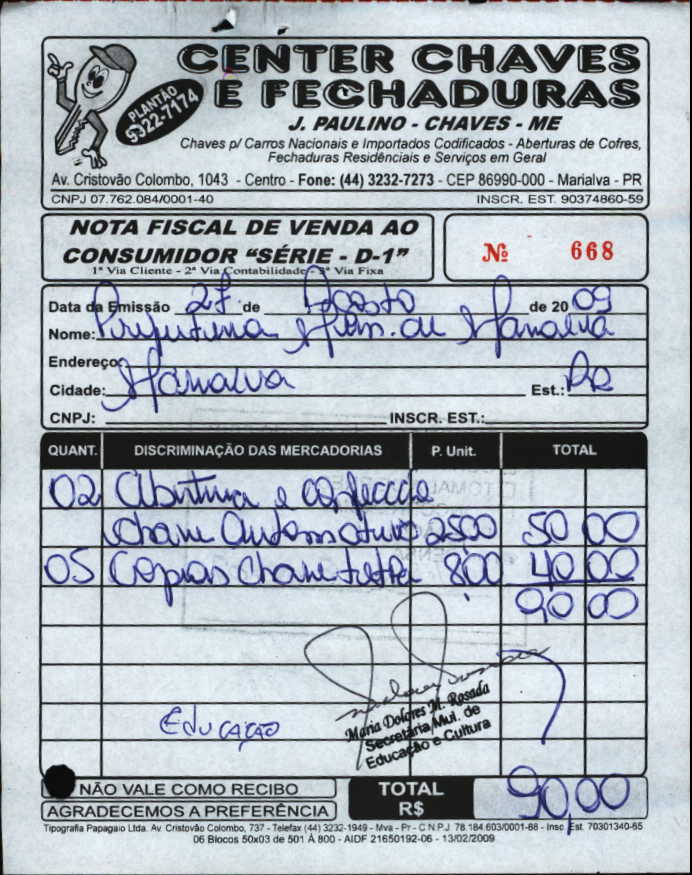 CENTER CHAVES
E FECHADURAS
PLANTÃO
9322-7174
J. PAULINO - CHAVES - ME
Chaves p/ Carros Nacionais e Importados Codificados - Aberturas de Cofres,
Fechaduras Residênciais e Serviços em Geral
Av. Cristovão Colombo, 1043 - Centro - Fone: (44) 3232-7273 - CEP 86990-000 - Marialva - PR
CNPJ 07.762.084/0001-40 INSCR. EST. 90374860-59
NOTA FISCAL DE VENDA AO
CONSUMIDOR “SÉRIE - D-1”
1ª Via Cliente - 2ª Via Contabilidade 3ª Via Fixa
Nº 668
Data da Emissão 27 de Agosto de 2009
Nome: Prefeitura Mun. de Marialva
Endereço:
Cidade: Marialva Est.: PR
CNPJ: INSCR. EST.:
QUANT. DISCRIMINAÇÃO DAS MERCADORIAS P. Unit. TOTAL
02 Abertura e confeccao
chave Automotivo 2500 50 00
05 Copias chave tetra 8,00 40 00
90 00
Educação
Maria Dolores M. Rosada
Secretária Mul. de
Educação e Cultura
NÃO VALE COMO RECIBO
AGRADECEMOS A PREFERÊNCIA
TOTAL
R$ 90,00
Tipografia Papagaio Ltda. Av. Cristovão Colombo, 737 - Telefax (44) 3232-1949 - Mva - Pr - C.N.P.J. 78.184.603/0001-88 - Insc. Est. 70301340-65
06 Blocos 50x03 de 501 A 800 - AIDF 21650192-06 - 13/02/2009